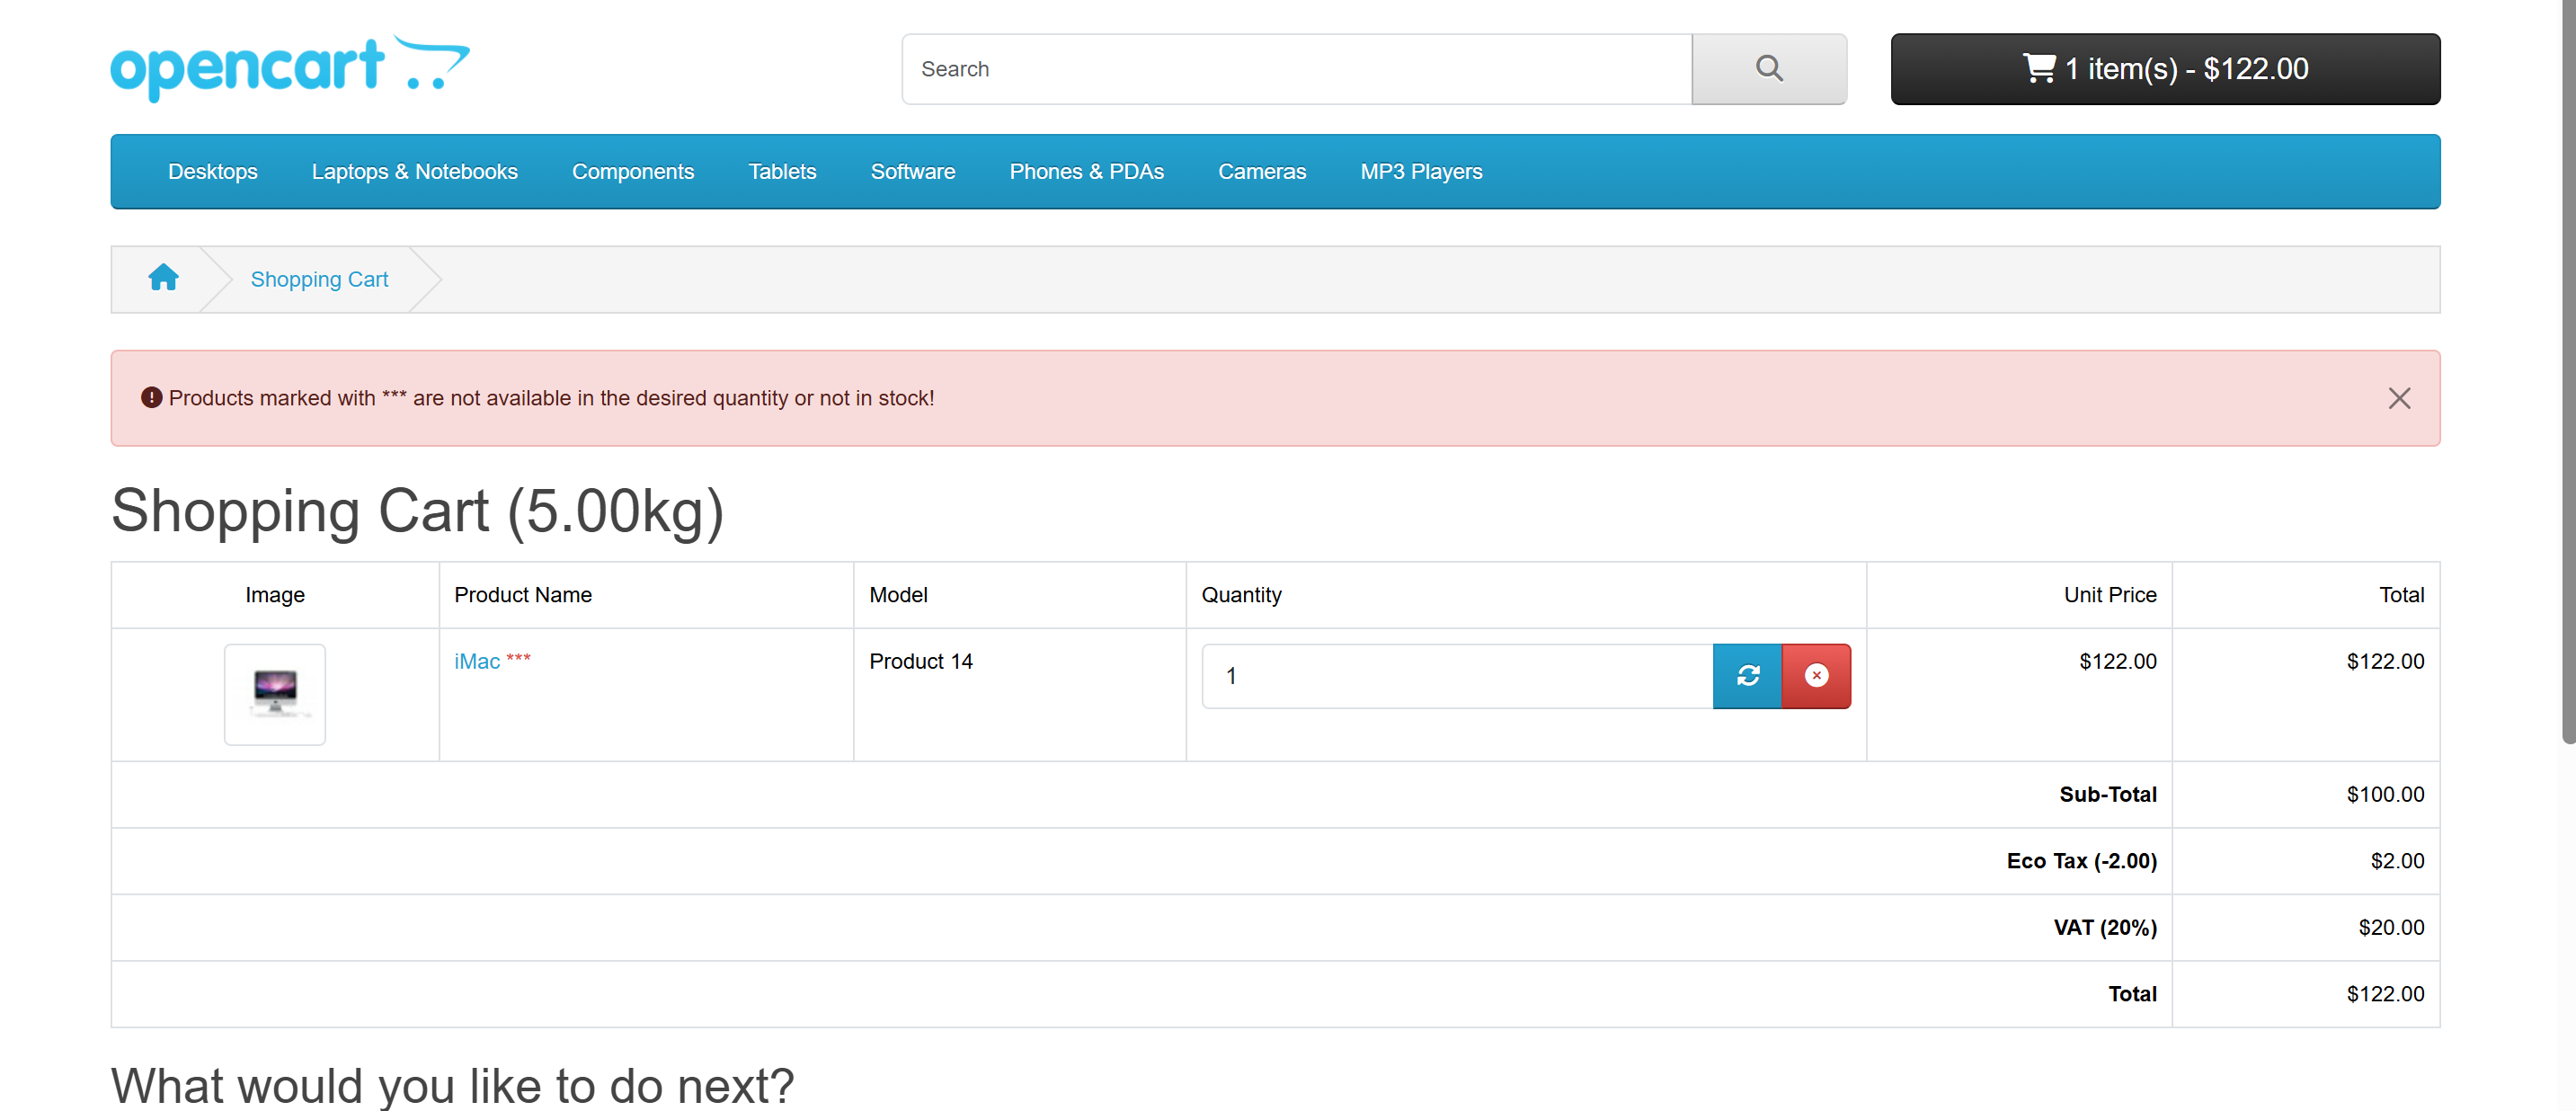 opencart
Search
1 item(s) - $122.00
Desktops Laptops & Notebooks Components Tablets Software Phones & PDAs Cameras MP3 Players
Shopping Cart
Products marked with *** are not available in the desired quantity or not in stock!
Shopping Cart (5.00kg)
Image Product Name Model Quantity Unit Price Total
iMac *** Product 14 1 $122.00 $122.00
Sub-Total $100.00
Eco Tax (-2.00) $2.00
VAT (20%) $20.00
Total $122.00
What would you like to do next?